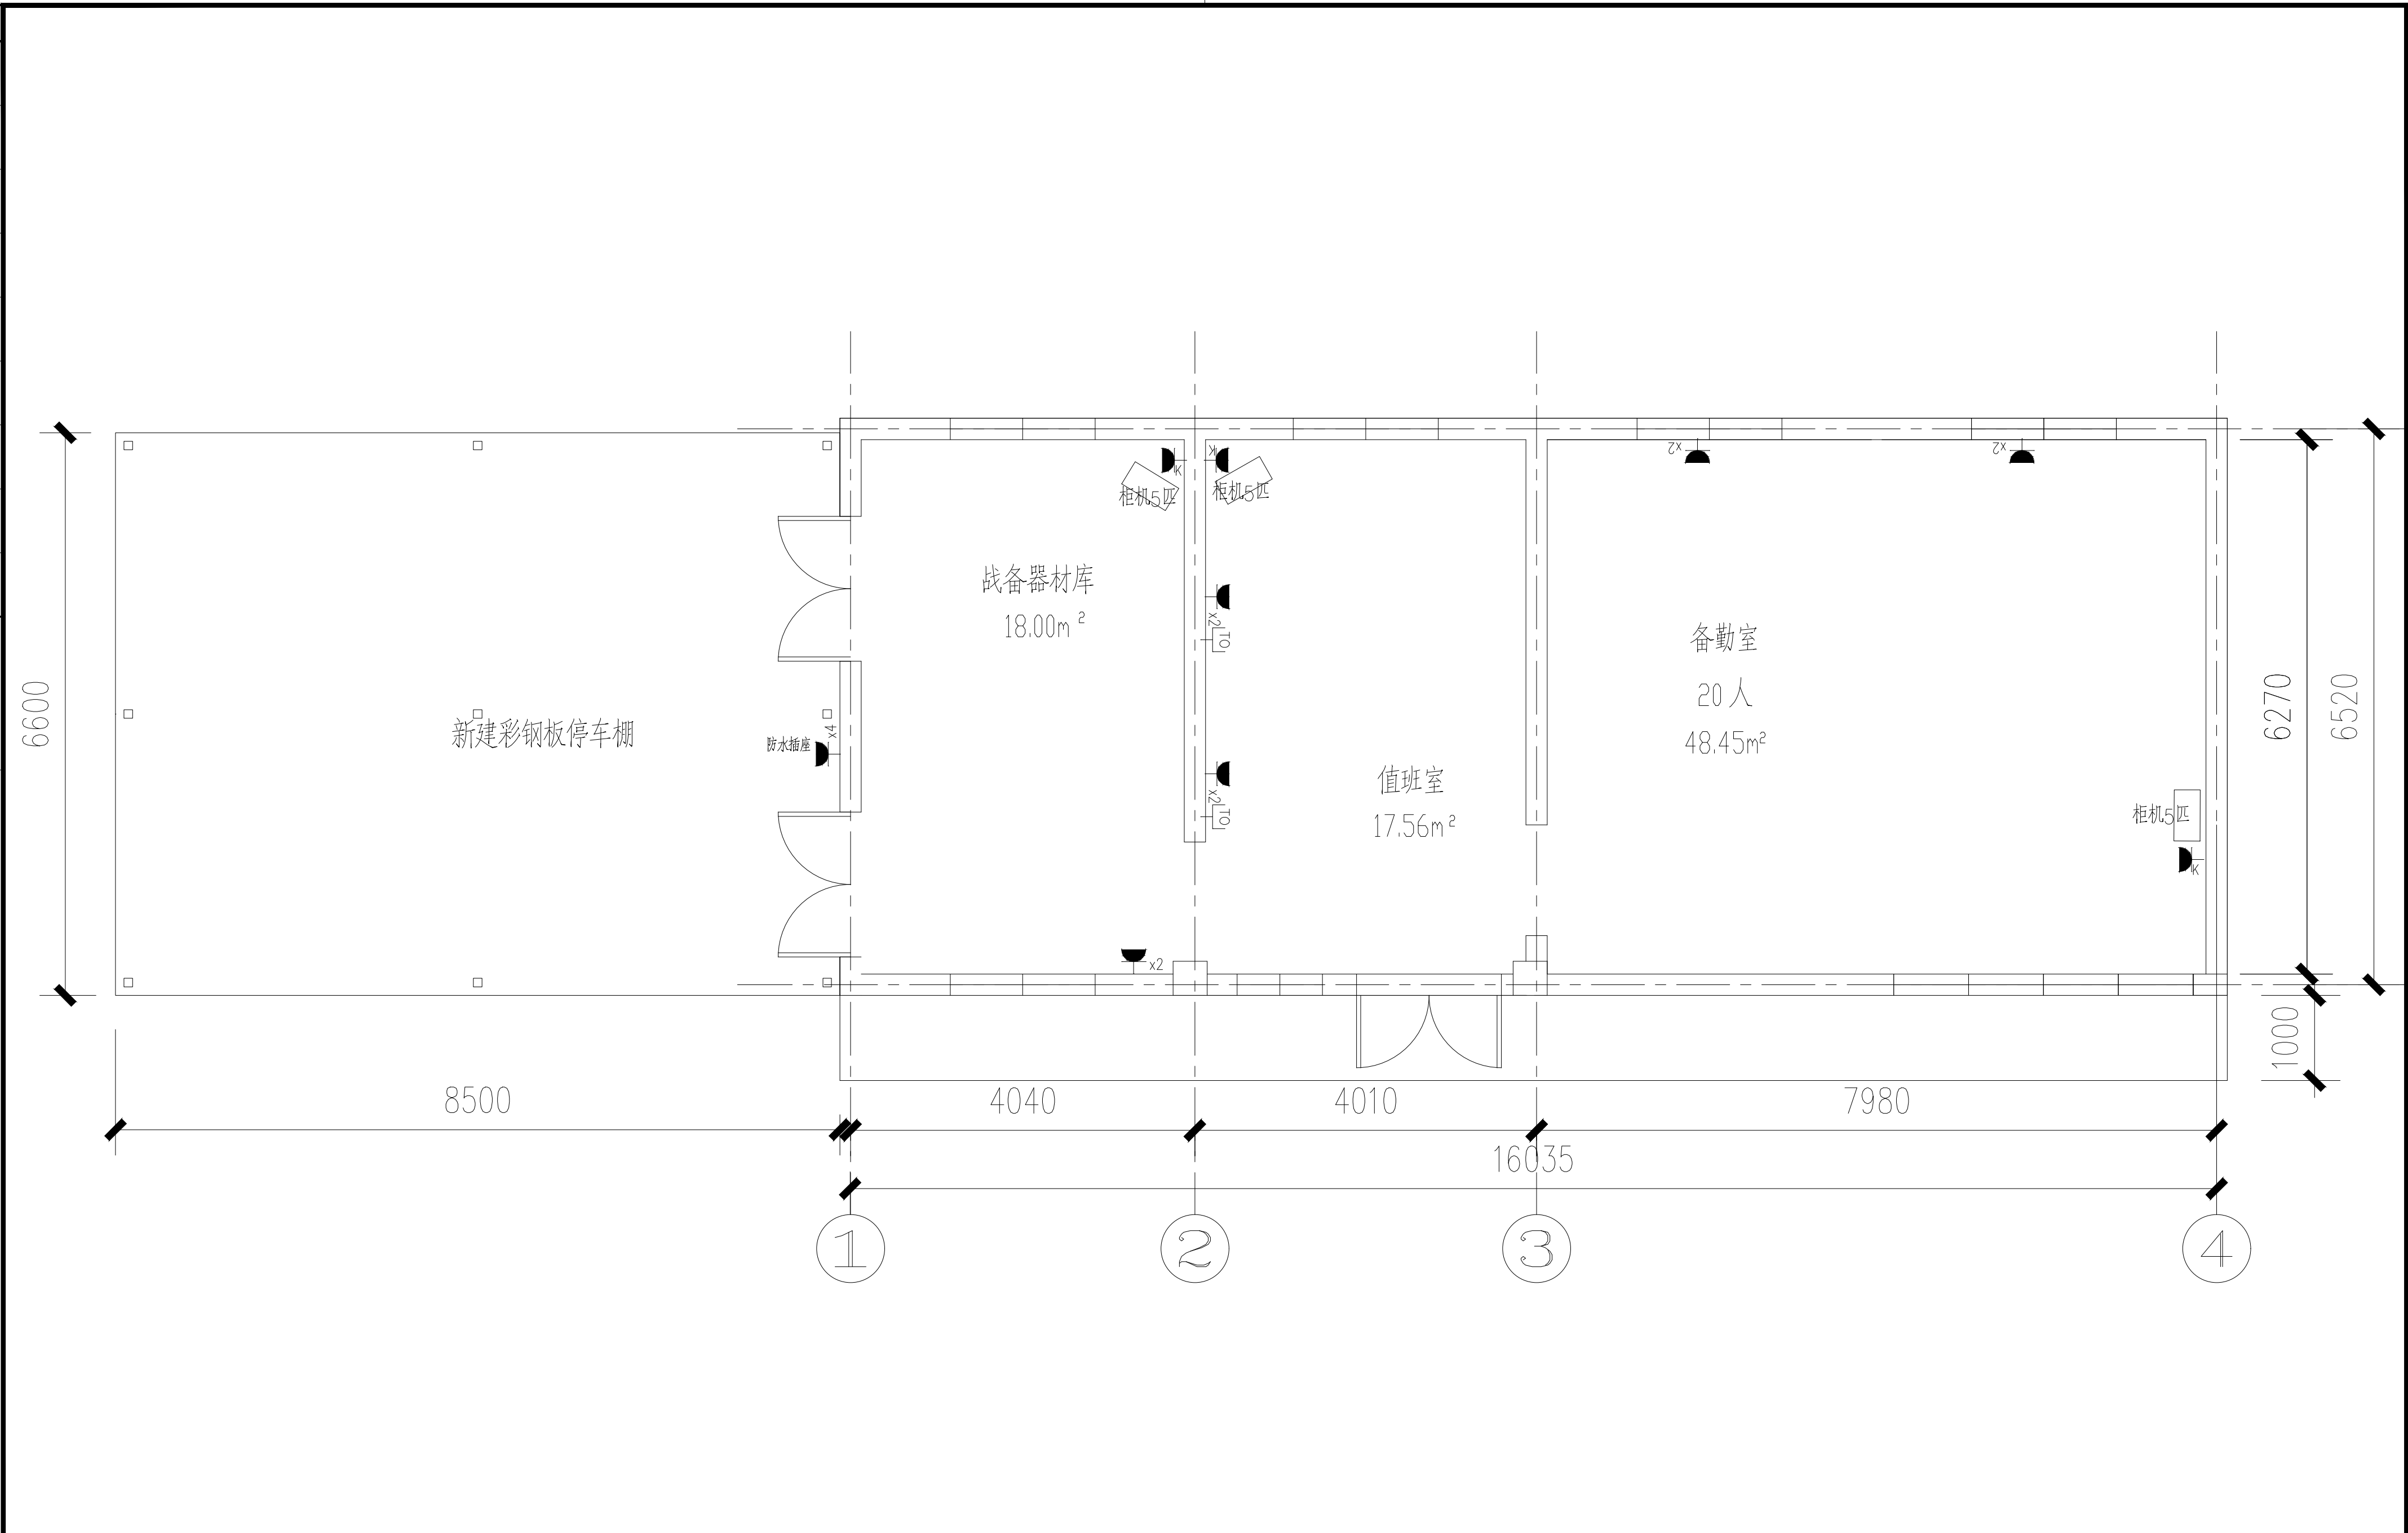 x2
x2
K
K
柜机5匹
柜机5匹
战备器材库
18.00m²
x2
TO
备勤室
20人
48.45m²
6600
新建彩钢板停车棚
防水插座
x4
6270
6520
值班室
17.56m²
x2
TO
柜机5匹
K
x2
1000
8500
4040
4010
7980
16035
1
2
3
4